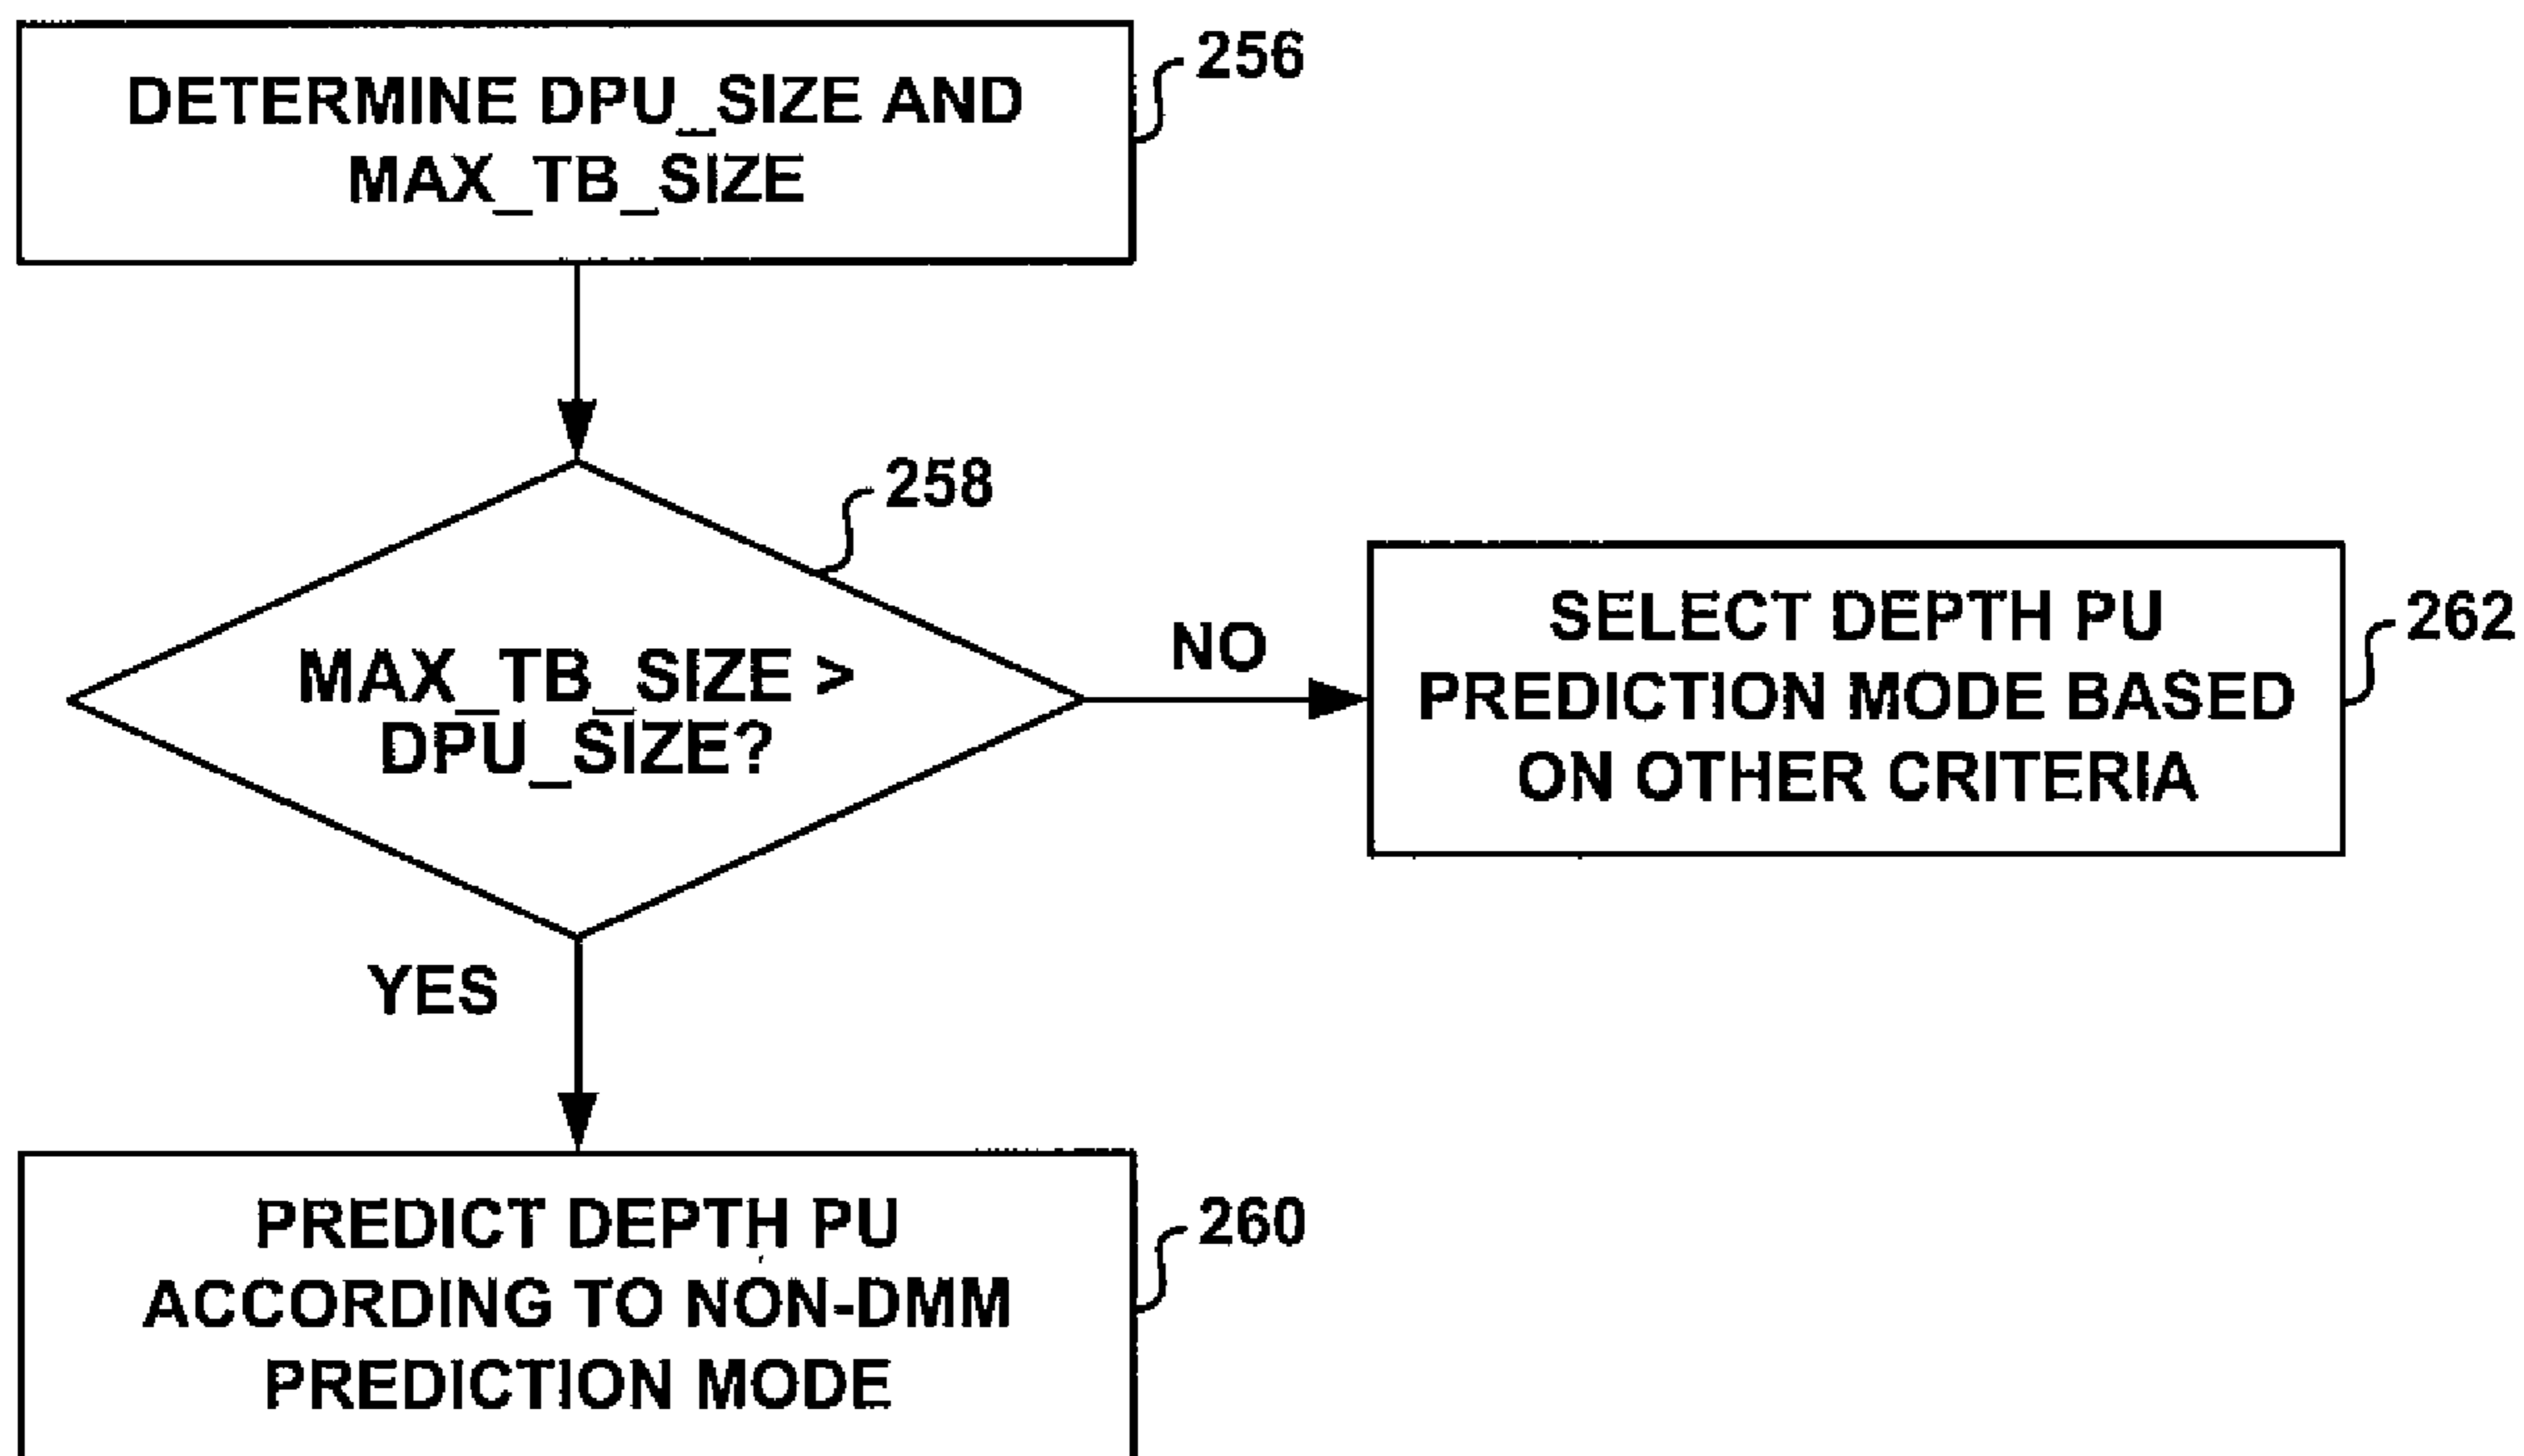 DETERMINE DPU_SIZE AND
MAX_TB_SIZE
256
MAX_TB_SIZE >
DPU_SIZE?
258
NO
SELECT DEPTH PU
PREDICTION MODE BASED
ON OTHER CRITERIA
262
YES
PREDICT DEPTH PU
ACCORDING TO NON-DMM
PREDICTION MODE
260